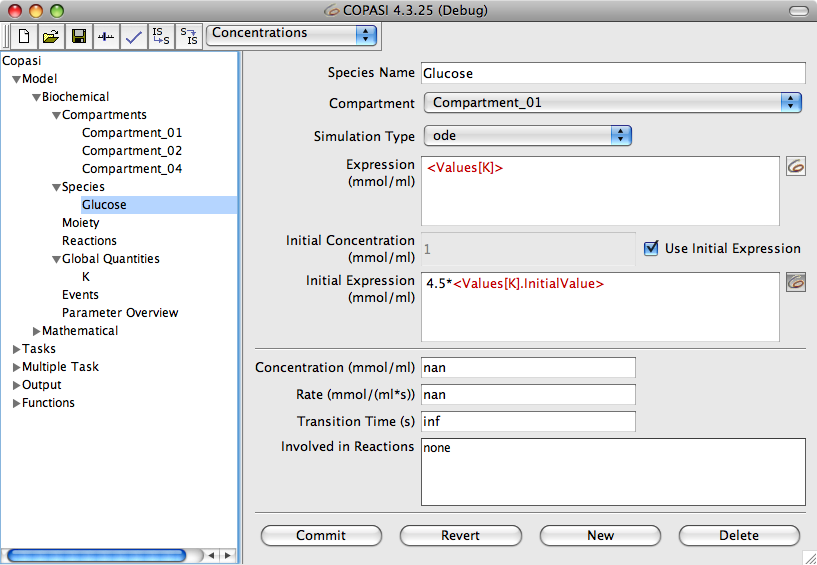 COPASI 4.3.25 (Debug)
IS
S
S
IS
Concentrations
Copasi
Model
Biochemical
Compartments
Compartment_01
Compartment_02
Compartment_04
Species
Glucose
Moiety
Reactions
Global Quantities
K
Events
Parameter Overview
Mathematical
Tasks
Multiple Task
Output
Functions
Species Name Glucose
Compartment Compartment_01
Simulation Type ode
Expression
(mmol/ml)
<Values[K]>
Initial Concentration
(mmol/ml)
1
Use Initial Expression
Initial Expression
(mmol/ml)
4.5*<Values[K].InitialValue>
Concentration (mmol/ml) nan
Rate (mmol/(ml*s)) nan
Transition Time (s) inf
Involved in Reactions none
Commit Revert New Delete